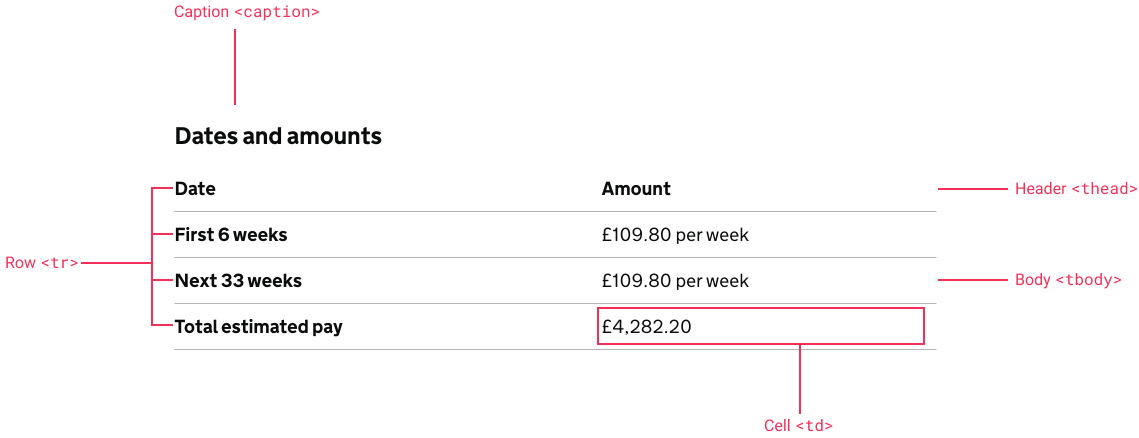 Caption <caption>
Dates and amounts
Date Amount Header <thead>
First 6 weeks £109.80 per week
Row <tr>
Next 33 weeks £109.80 per week Body <tbody>
Total estimated pay £4,282.20
Cell <td>